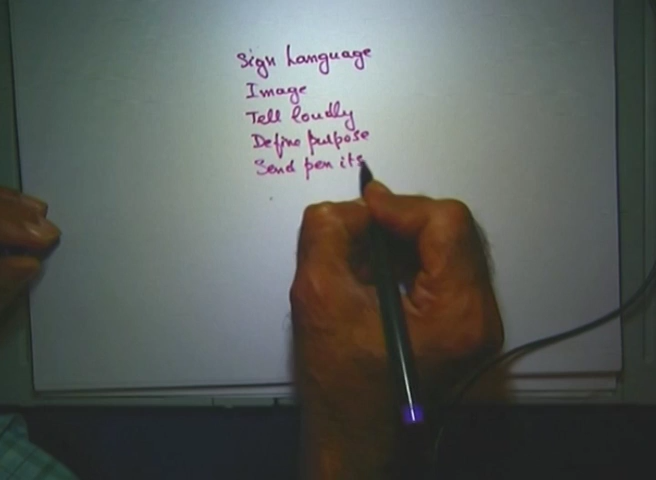 Sign Language
Image
Tell loudly
Define purpose
Send pen its